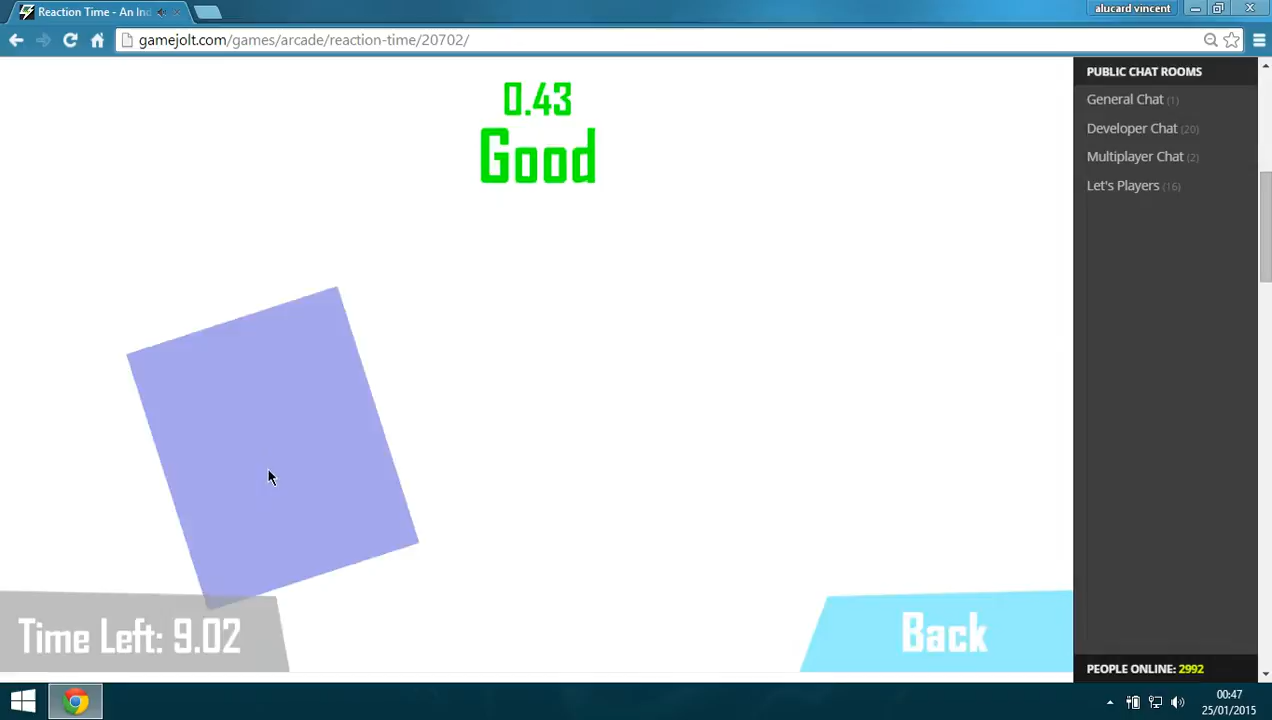 Reaction Time - An Ind
alucard vincent
gamejolt.com/games/arcade/reaction-time/20702/
0.43
Good
Time Left: 9.02
Back
PUBLIC CHAT ROOMS
General Chat (1)
Developer Chat (20)
Multiplayer Chat (2)
Let's Players (16)
PEOPLE ONLINE: 2992
00:47
25/01/2015